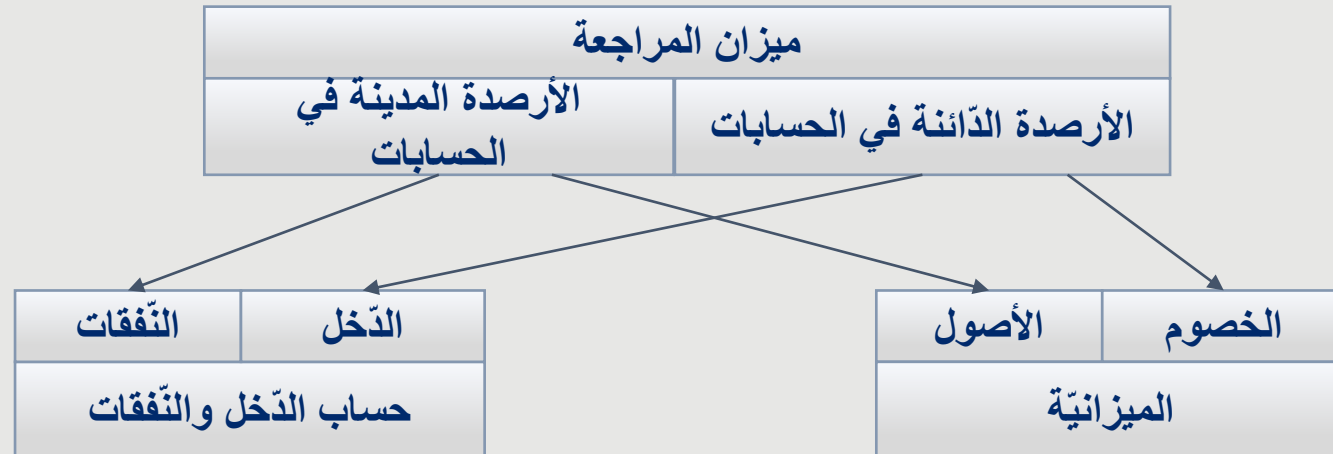 ميزان المراجعة
الأرصدة الدّائنة في الحسابات
الأرصدة المدينة في
الحسابات
الخصوم
الأصول
الميزانيّة
الدّخل
النّفقات
حساب الدّخل والنّفقات